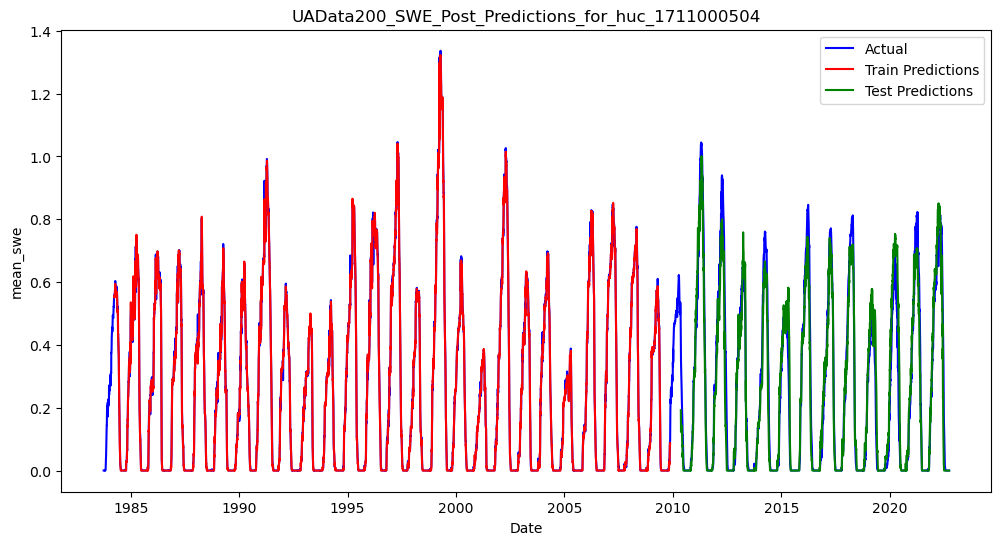 UAData200_SWE_Post_Predictions_for_huc_1711000504
Actual
Train Predictions
Test Predictions
mean_swe
1.4
1.2
1.0
0.8
0.6
0.4
0.2
0.0
1985
1990
1995
2000
2005
2010
2015
2020
Date